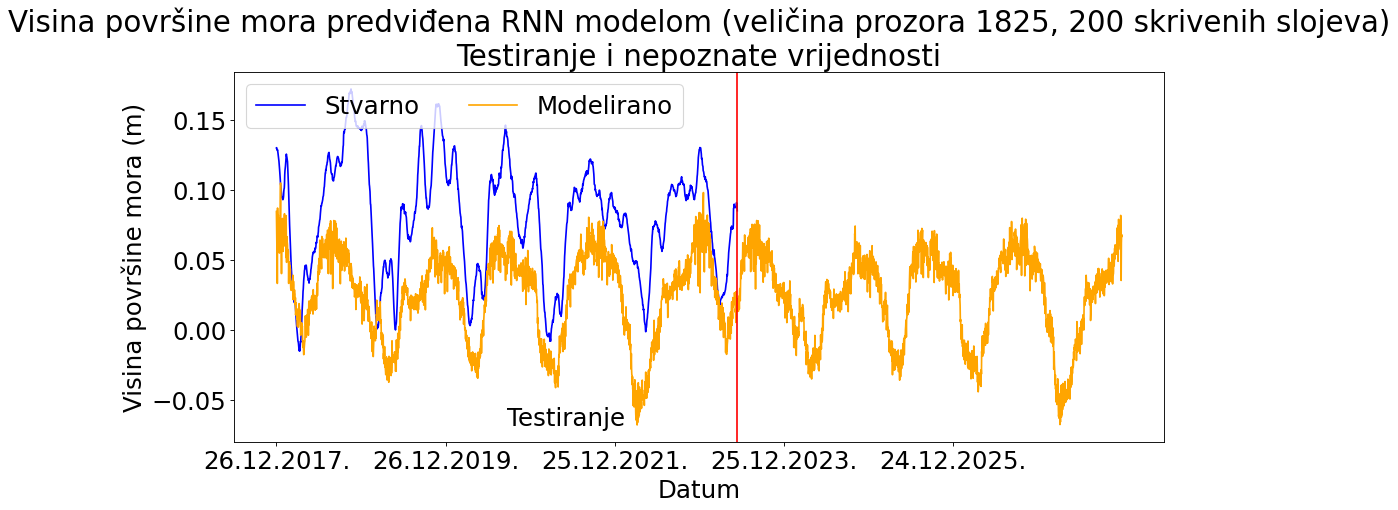 Visina površine mora predviđena RNN modelom (veličina prozora 1825, 200 skrivenih slojeva)
Testiranje i nepoznate vrijednosti
Stvarno Modelirano
Visina površine mora (m)
0.15
0.10
0.05
0.00
−0.05
Testiranje
26.12.2017. 26.12.2019. 25.12.2021. 25.12.2023. 24.12.2025.
Datum